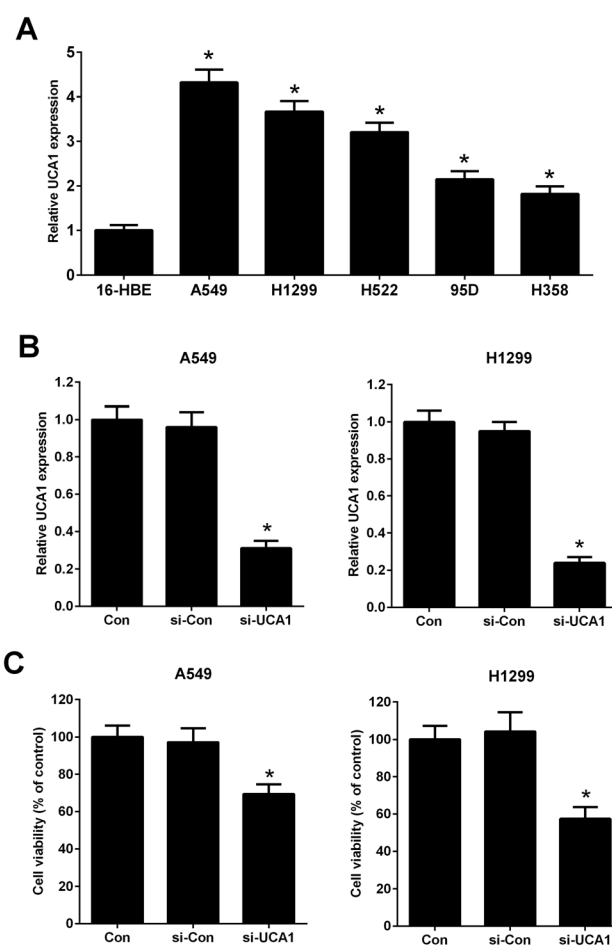 A
Relative UCA1 expression
5
4
3
2
1
0
* * * * *
16-HBE A549 H1299 H522 95D H358
B
A549
Relative UCA1 expression
1.2
1.0
0.8
0.6
0.4
0.2
0.0
*
Con si-Con si-UCA1
H1299
Relative UCA1 expression
1.2
1.0
0.8
0.6
0.4
0.2
0.0
*
Con si-Con si-UCA1
C
A549
Cell viability (% of control)
120
100
80
60
40
20
0
*
Con si-Con si-UCA1
H1299
Cell viability (% of control)
120
100
80
60
40
20
0
*
Con si-Con si-UCA1